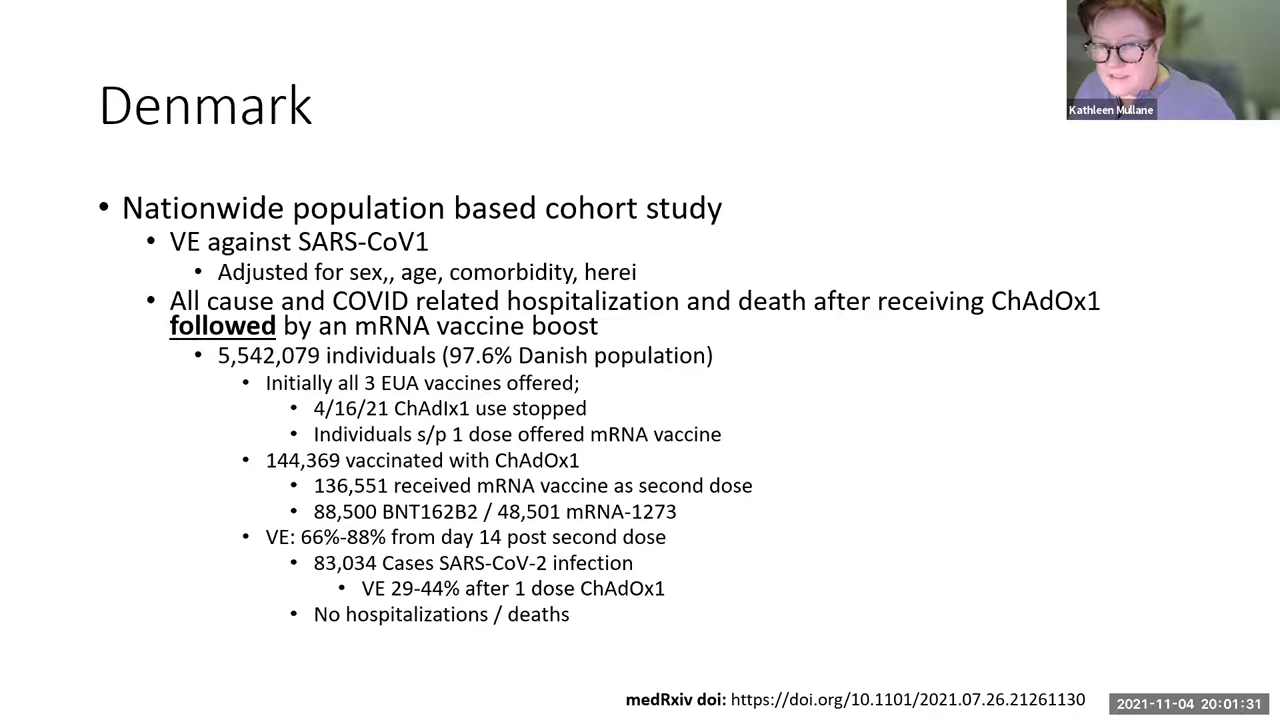 Denmark
Kathleen Mullane
• Nationwide population based cohort study
• VE against SARS-CoV1
• Adjusted for sex,, age, comorbidity, herei
• All cause and COVID related hospitalization and death after receiving ChAdOx1
followed by an mRNA vaccine boost
• 5,542,079 individuals (97.6% Danish population)
• Initially all 3 EUA vaccines offered;
• 4/16/21 ChAdIx1 use stopped
• Individuals s/p 1 dose offered mRNA vaccine
• 144,369 vaccinated with ChAdOx1
• 136,551 received mRNA vaccine as second dose
• 88,500 BNT162B2 / 48,501 mRNA-1273
• VE: 66%-88% from day 14 post second dose
• 83,034 Cases SARS-CoV-2 infection
• VE 29-44% after 1 dose ChAdOx1
• No hospitalizations / deaths
medRxiv doi: https://doi.org/10.1101/2021.07.26.21261130
2021-11-04 20:01:31